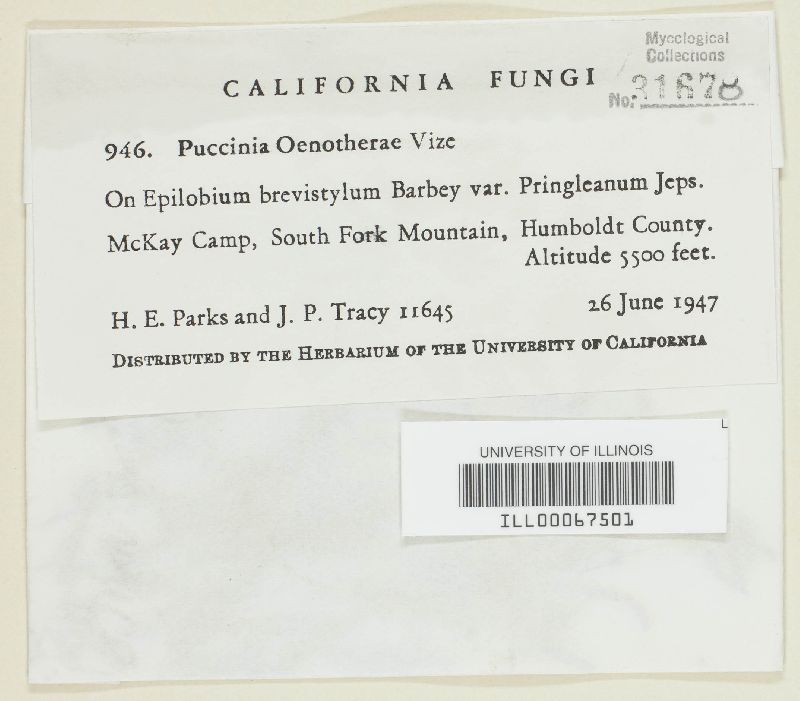 Mycological
Collections
CALIFORNIA FUNGI
No. 31678
946. Puccinia Oenotherae Vize
On Epilobium brevistylum Barbey var. Pringleanum Jeps.
McKay Camp, South Fork Mountain, Humboldt County.
Altitude 5500 feet.
H. E. Parks and J. P. Tracy 11645 26 June 1947
DISTRIBUTED BY THE HERBARIUM OF THE UNIVERSITY OF CALIFORNIA
L
UNIVERSITY OF ILLINOIS
ILL00067501